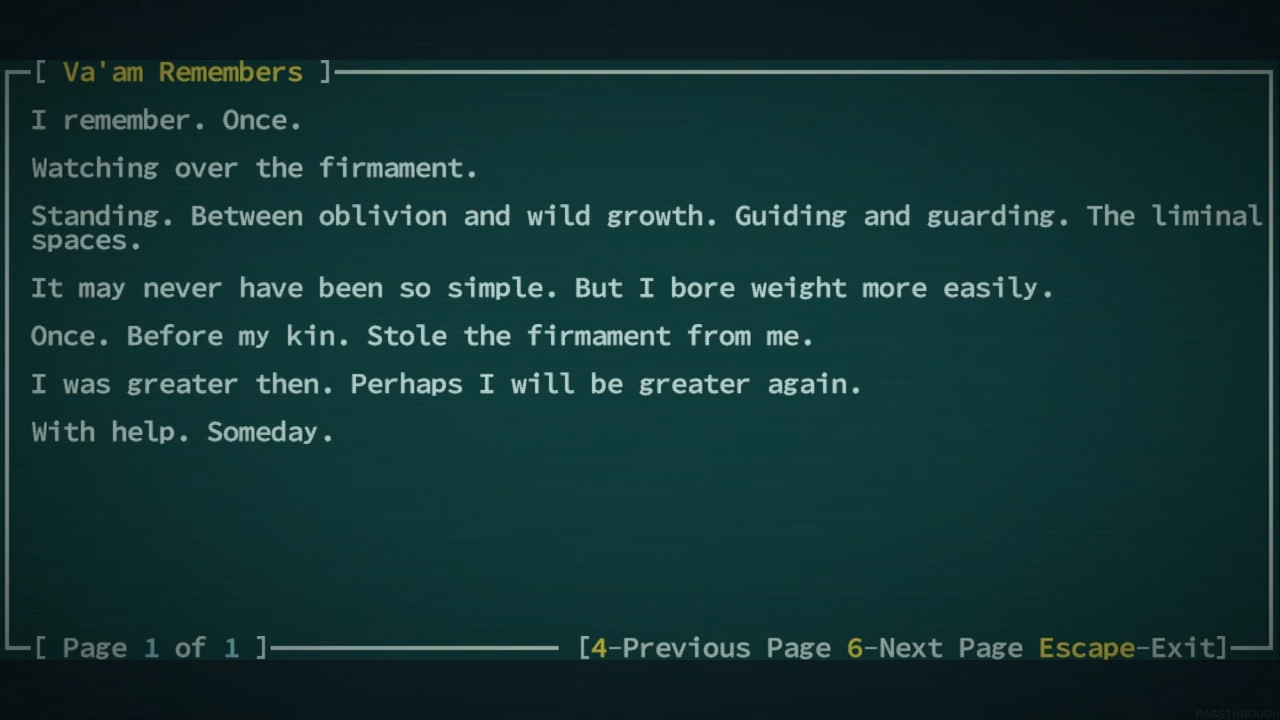 [ Va'am Remembers ]
I remember. Once.
Watching over the firmament.
Standing. Between oblivion and wild growth. Guiding and guarding. The liminal
spaces.
It may never have been so simple. But I bore weight more easily.
Once. Before my kin. Stole the firmament from me.
I was greater then. Perhaps I will be greater again.
With help. Someday.
[ Page 1 of 1 ] [4-Previous Page 6-Next Page Escape-Exit]